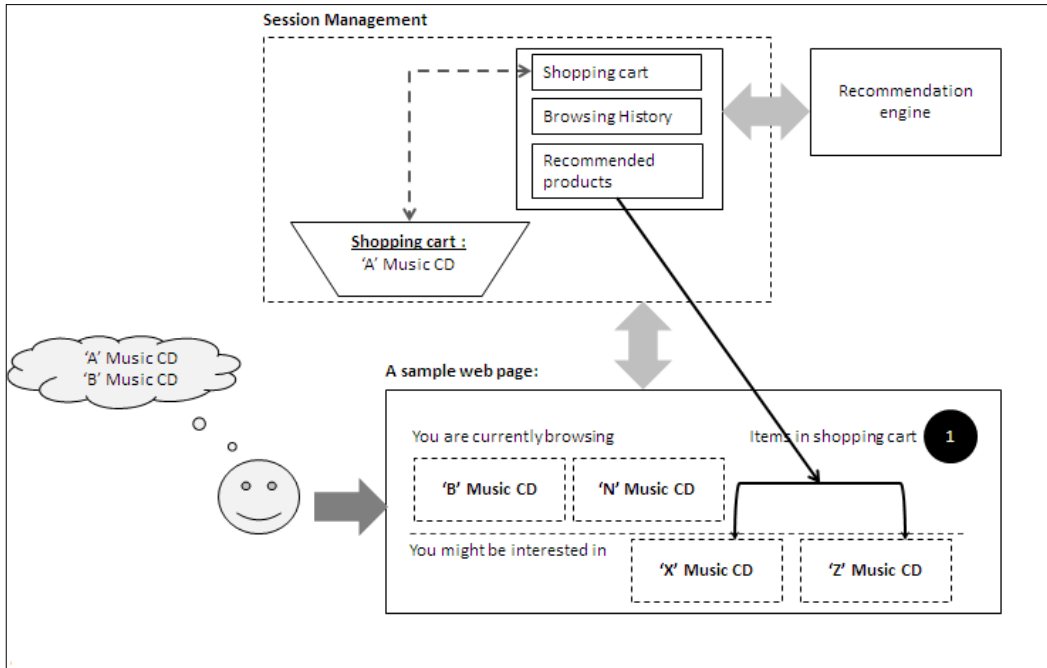 Session Management
Shopping cart
Browsing History
Recommended
products
Recommendation
engine
Shopping cart :
‘A’ Music CD
‘A’ Music CD
‘B’ Music CD
A sample web page:
You are currently browsing
Items in shopping cart
1
‘B’ Music CD
‘N’ Music CD
You might be interested in
‘X’ Music CD
‘Z’ Music CD